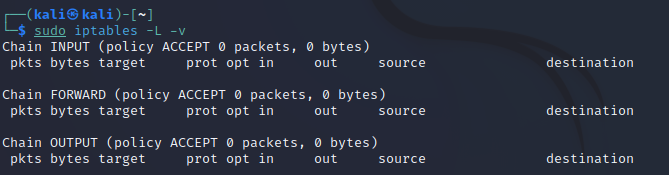 ┌──(kali㉿kali)-[~]
└─$ sudo iptables -L -v
Chain INPUT (policy ACCEPT 0 packets, 0 bytes)
 pkts bytes target     prot opt in     out     source               destination

Chain FORWARD (policy ACCEPT 0 packets, 0 bytes)
 pkts bytes target     prot opt in     out     source               destination

Chain OUTPUT (policy ACCEPT 0 packets, 0 bytes)
 pkts bytes target     prot opt in     out     source               destination